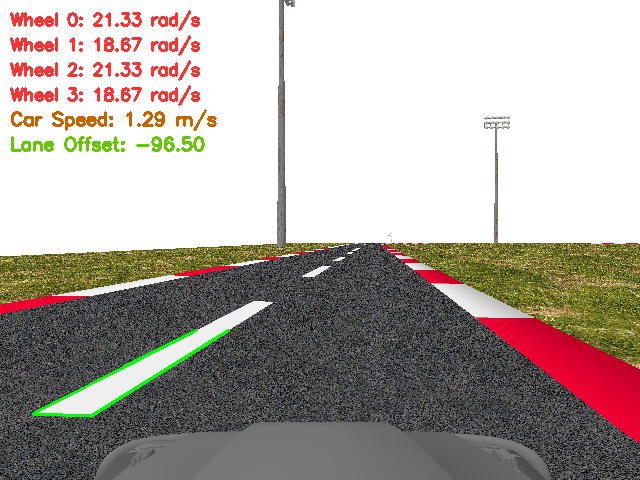 Wheel 0: 21.33 rad/s
Wheel 1: 18.67 rad/s
Wheel 2: 21.33 rad/s
Wheel 3: 18.67 rad/s
Car Speed: 1.29 m/s
Lane Offset: -96.50